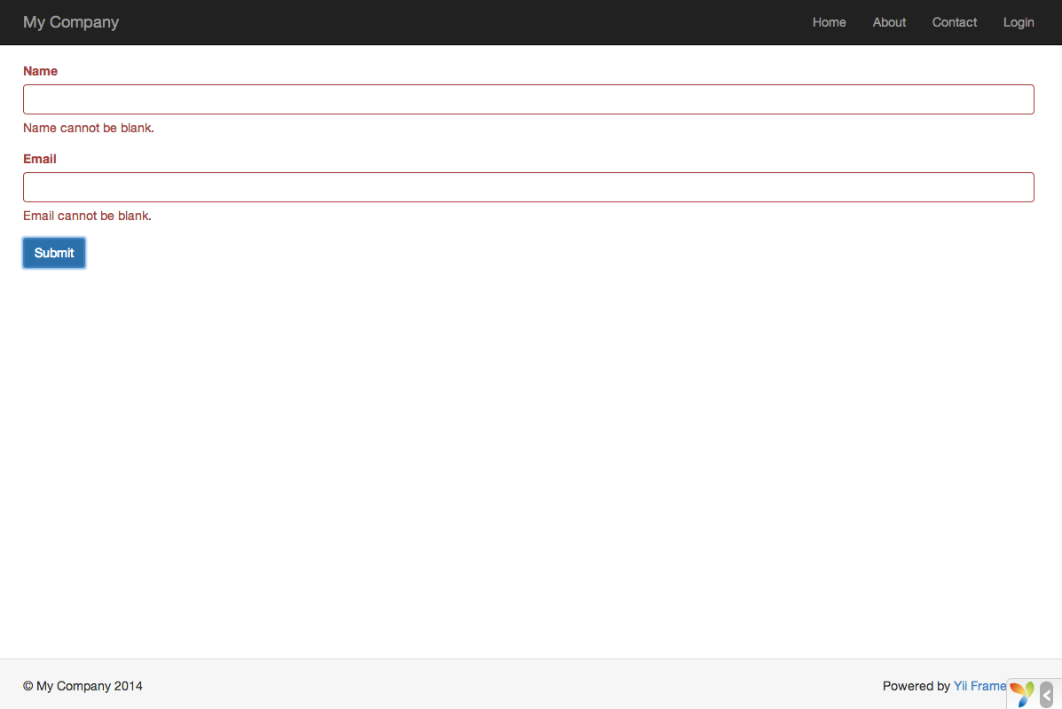 My Company
Home About Contact Login
Name
Name cannot be blank.
Email
Email cannot be blank.
Submit
© My Company 2014
Powered by Yii Frame